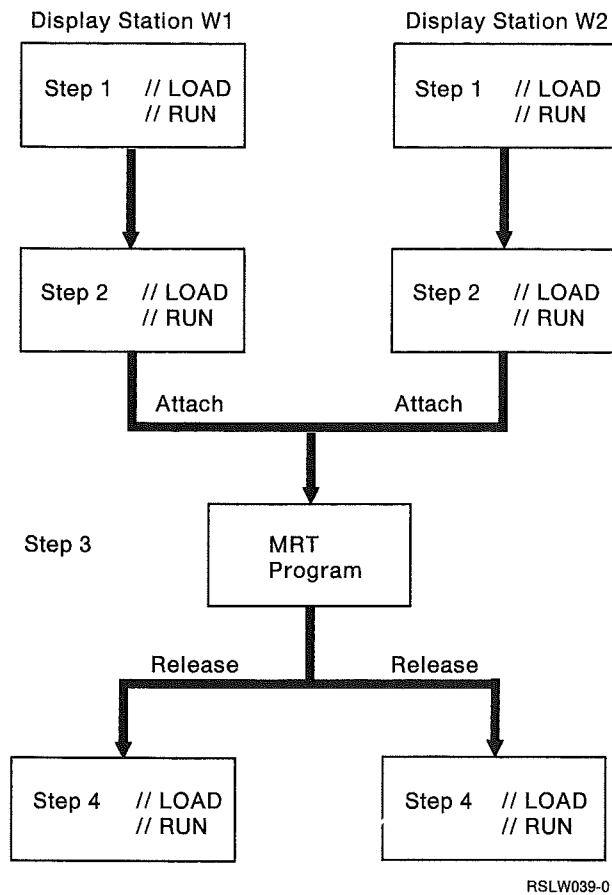 Display Station W1
Display Station W2
Step 1 // LOAD
// RUN
Step 1 // LOAD
// RUN
Step 2 // LOAD
// RUN
Step 2 // LOAD
// RUN
Attach
Attach
Step 3
MRT
Program
Release
Release
Step 4 // LOAD
// RUN
Step 4 // LOAD
// RUN
RSLW039-0